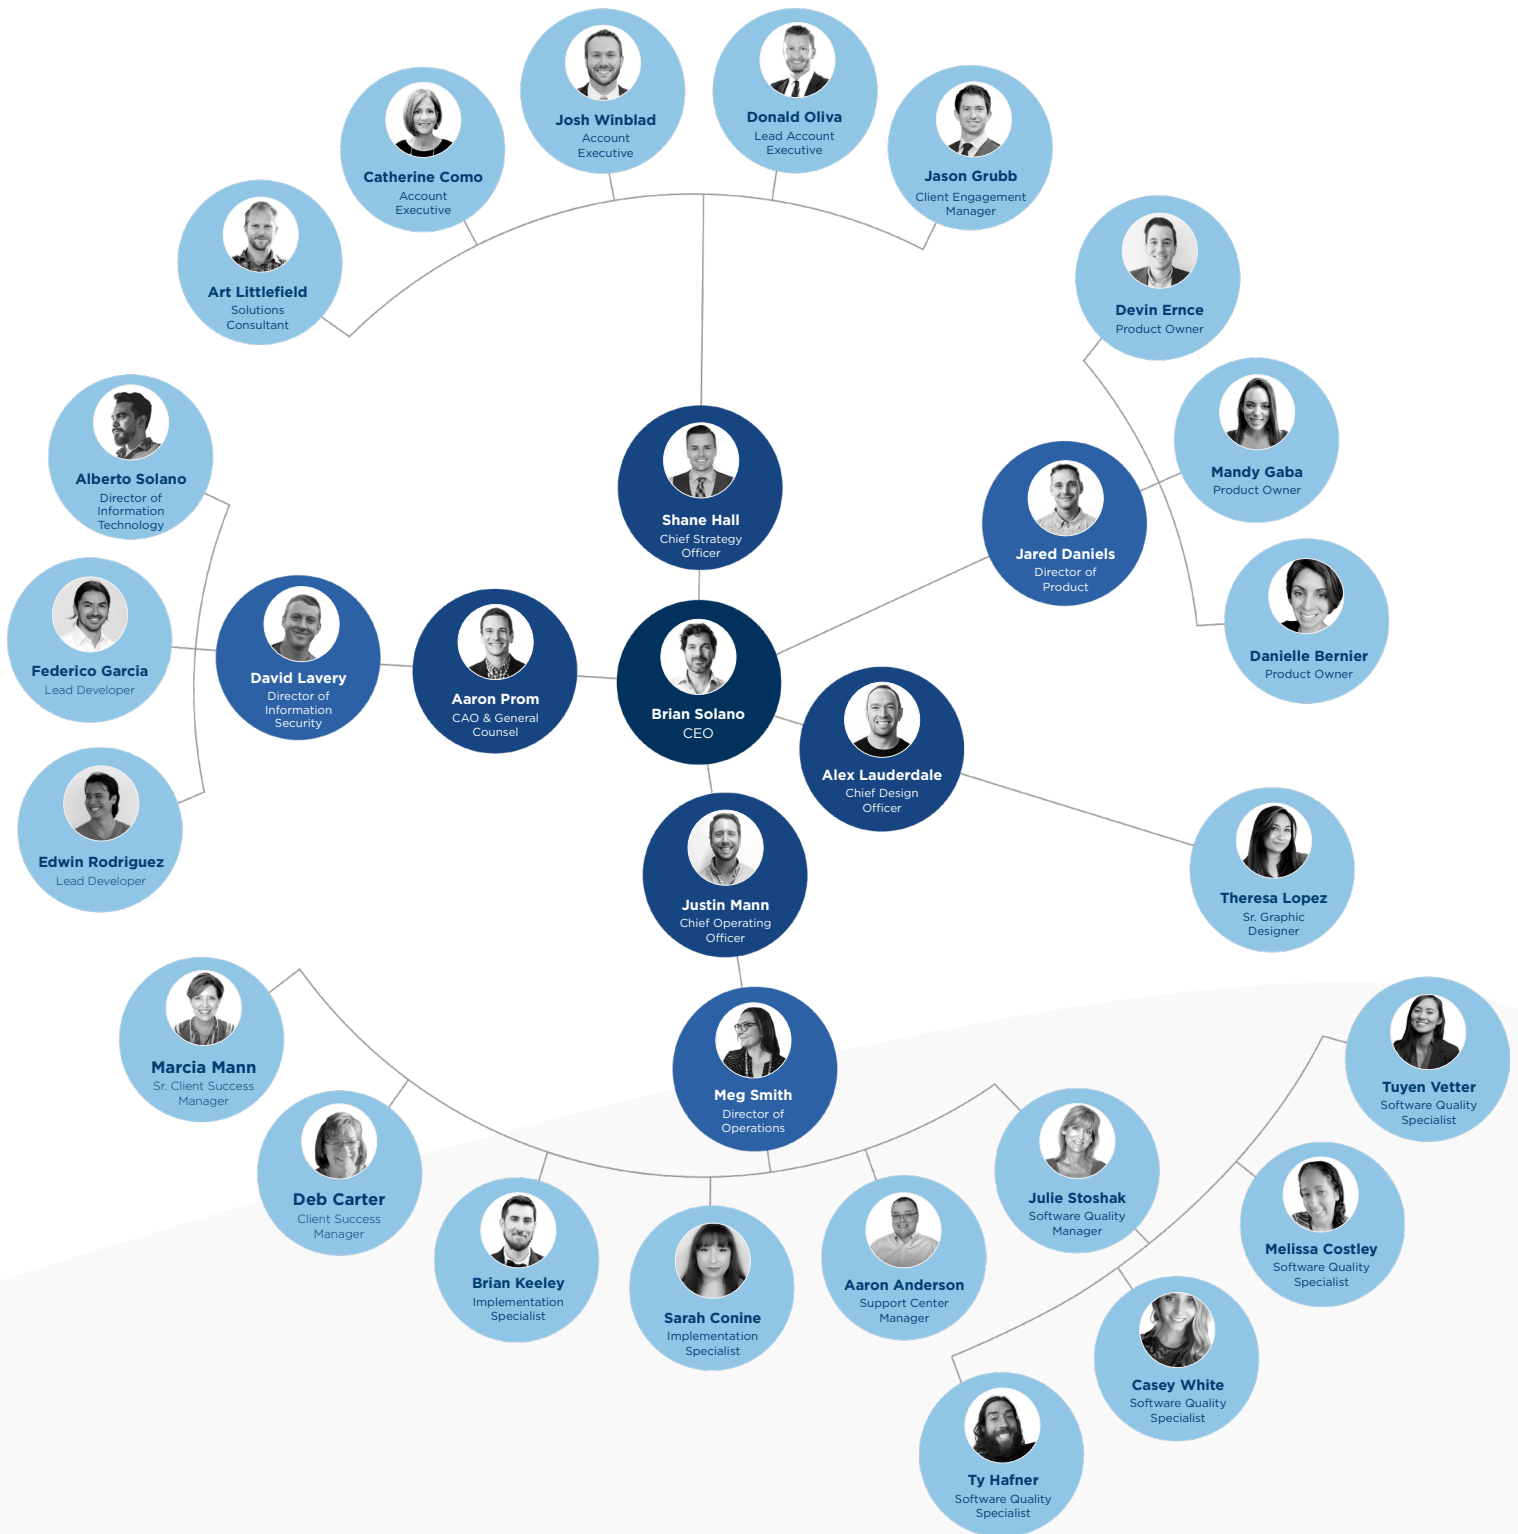 Josh Winblad
Account
Executive
Donald Oliva
Lead Account
Executive
Catherine Como
Account
Executive
Jason Grubb
Client Engagement
Manager
Art Littlefield
Solutions
Consultant
Devin Ernce
Product Owner
Alberto Solano
Director of
Information
Technology
Mandy Gaba
Product Owner
Shane Hall
Chief Strategy
Officer
Jared Daniels
Director of
Product
Federico Garcia
Lead Developer
David Lavery
Director of
Information
Security
Aaron Prom
CAO & General
Counsel
Brian Solano
CEO
Danielle Bernier
Product Owner
Alex Lauderdale
Chief Design
Officer
Edwin Rodriguez
Lead Developer
Justin Mann
Chief Operating
Officer
Theresa Lopez
Sr. Graphic
Designer
Marcia Mann
Sr. Client Success
Manager
Meg Smith
Director of
Operations
Tuyen Vetter
Software Quality
Specialist
Deb Carter
Client Success
Manager
Julie Stoshak
Software Quality
Manager
Melissa Costley
Software Quality
Specialist
Brian Keeley
Implementation
Specialist
Sarah Conine
Implementation
Specialist
Aaron Anderson
Support Center
Manager
Casey White
Software Quality
Specialist
Ty Hafner
Software Quality
Specialist